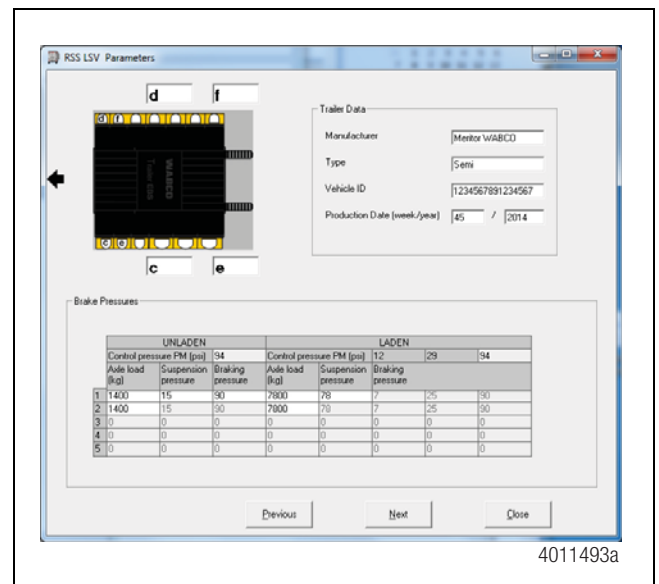 RSS LSV Parameters
d f
d f
WABCO
Trailer EBS
c e
c e
Trailer Data
Manufacturer Meritor WABCO
Type Semi
Vehicle ID 1234567891234567
Production Date (week/year) 45 / 2014
Brake Pressures
UNLADEN LADEN
Control pressure PM (psi) 94 Control pressure PM (psi) 12 29 94
Axle load Suspension Braking Axle load Suspension Braking
(kg) pressure pressure (kg) pressure pressure
1 1400 15 90 7800 78 7 25 90
2 1400 15 90 7800 78 7 25 90
3 0 0 0 0 0 0 0 0
4 0 0 0 0 0 0 0 0
5 0 0 0 0 0 0 0 0
Previous Next Close
4011493a